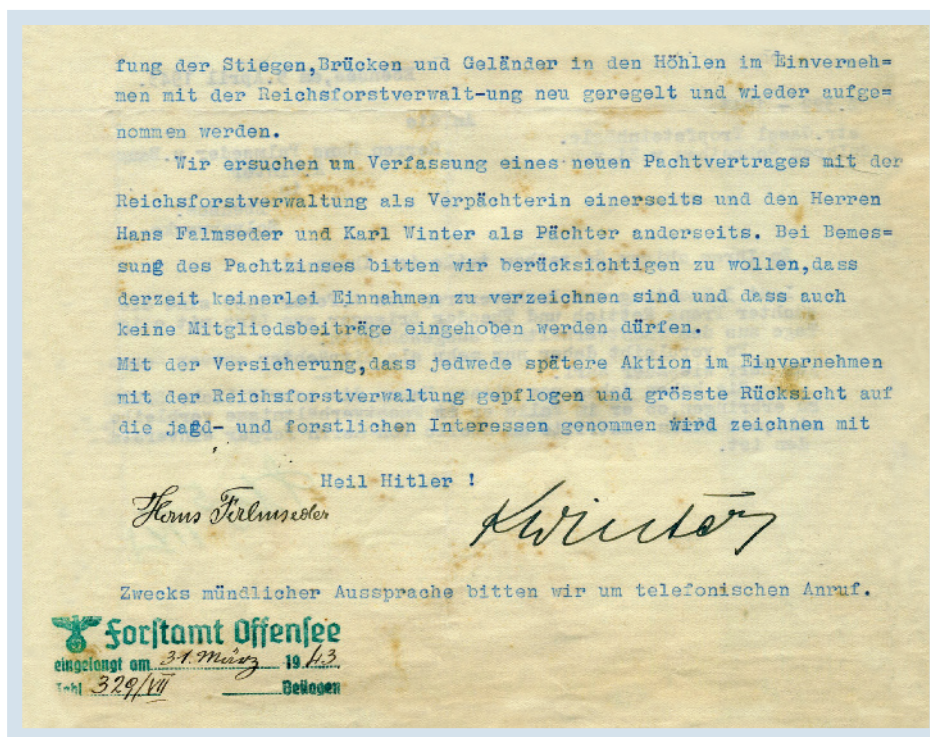 fung der Stiegen,Brücken und Geländer in den Höhlen im Einverneh=
men mit der Reichsforstverwalt-ung neu geregelt und wieder aufge=
nommen werden.
Wir ersuchen um Verfassung eines neuen Pachtvertrages mit der
Reichsforstverwaltung als Verpächterin einerseits und den Herren
Hans Falmseder und Karl Winter als Pächter anderseits. Bei Bemes=
sung des Pachtzinses bitten wir berücksichtigen zu wollen,dass
derzeit keinerlei Einnahmen zu verzeichnen sind und dass auch
keine Mitgliedsbeiträge eingehoben werden dürfen.
Mit der Versicherung,dass jedwede spätere Aktion im Einvernehmen
mit der Reichsforstverwaltung gepflogen und grösste Rücksicht auf
die jagd- und forstlichen Interessen genommen wird zeichnen mit
Heil Hitler !
Hans Falmseder
KWinter
Zwecks mündlicher Aussprache bitten wir um telefonischen Anruf.
Forstamt Offensee
eingelangt am 31. März 1943
Zahl 329/VII Beilagen